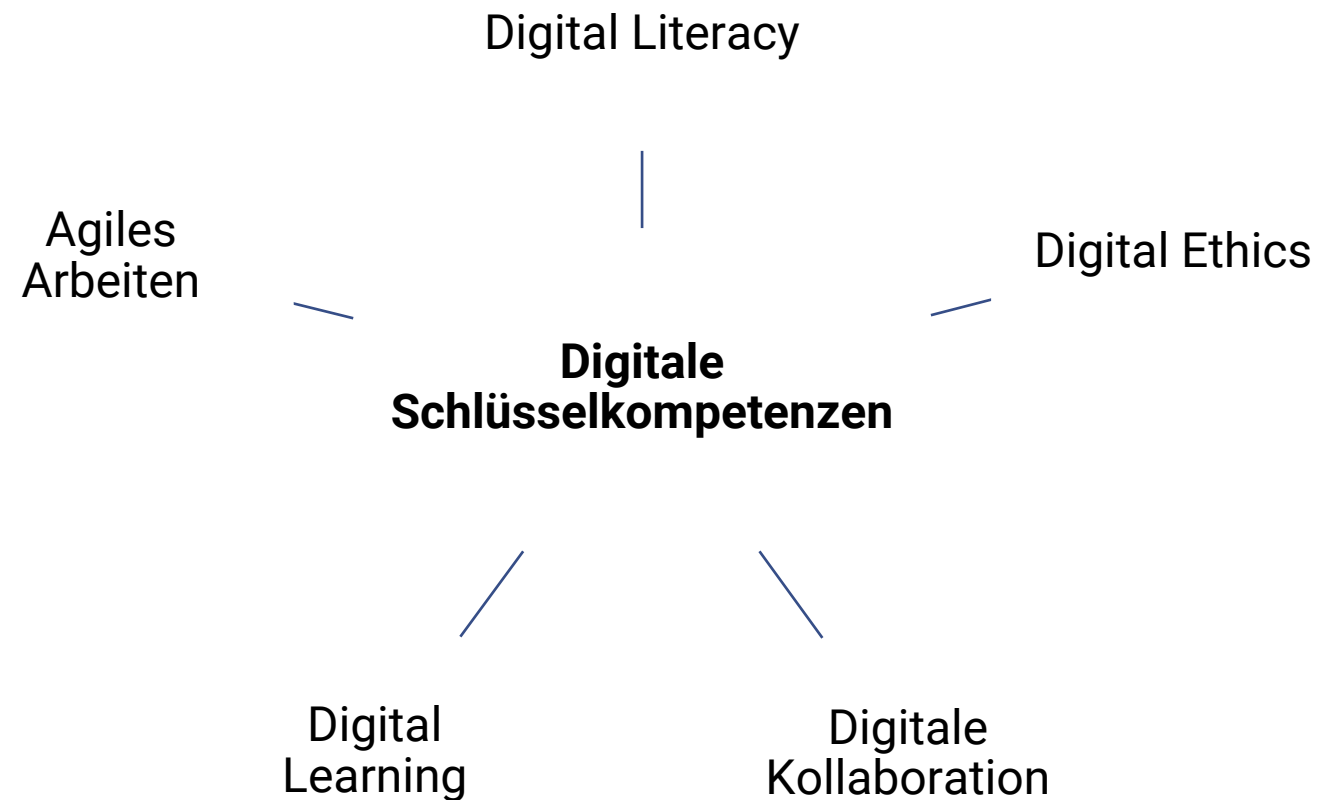 Digital Literacy
Agiles
Arbeiten
Digital Ethics
Digitale
Schlüsselkompetenzen
Digital
Learning
Digitale
Kollaboration